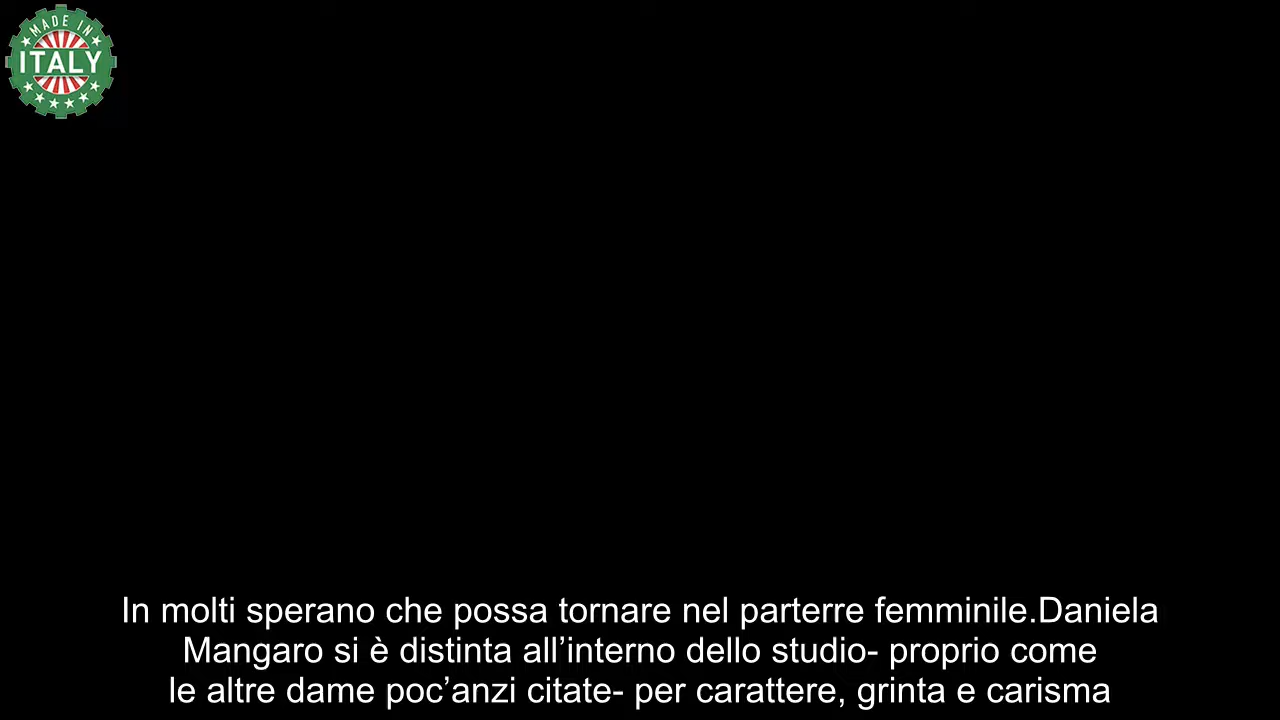 MADE IN
ITALY
In molti sperano che possa tornare nel parterre femminile.Daniela
Mangaro si è distinta all’interno dello studio- proprio come
le altre dame poc’anzi citate- per carattere, grinta e carisma